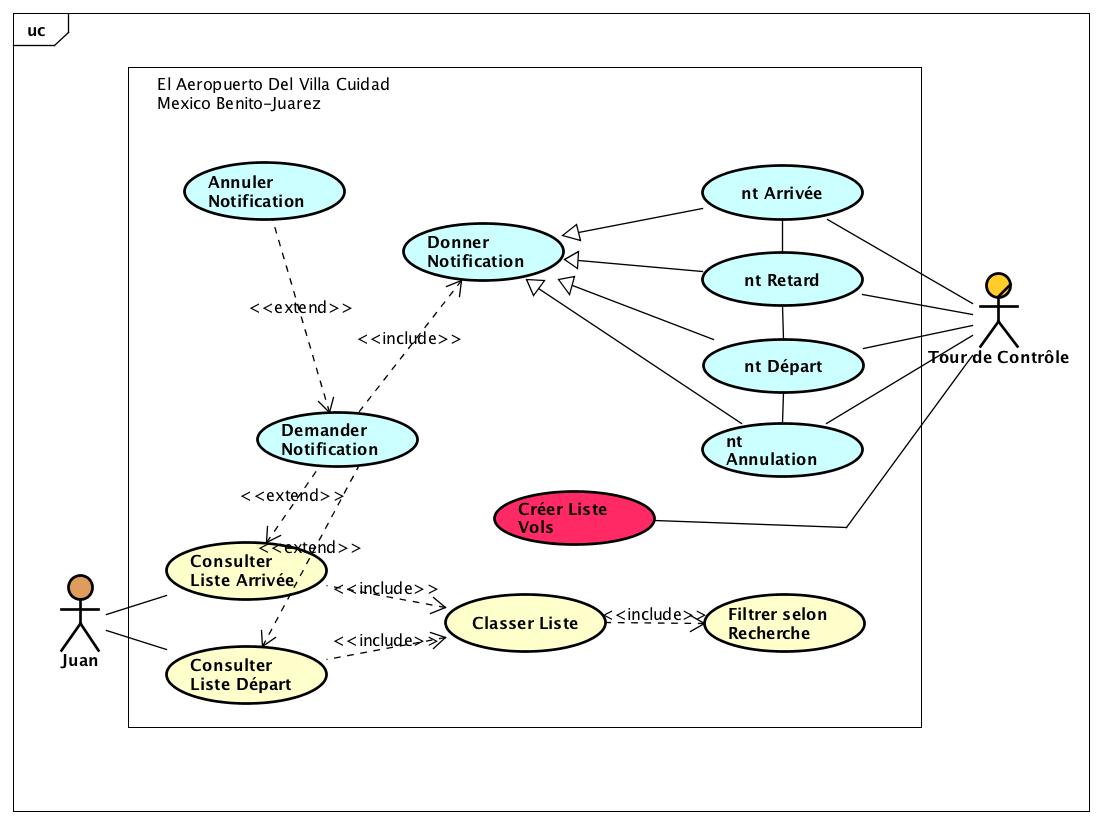 uc
El Aeropuerto Del Villa Cuidad
Mexico Benito-Juarez
Annuler
Notification
nt Arrivée
Donner
Notification
nt Retard
<<extend>>
<<include>>
nt Départ
Tour de Contrôle
Demander
Notification
nt
Annulation
<<extend>>
Créer Liste
Vols
<<extend>>
Consulter
Liste Arrivée
<<include>>
Classer Liste
<<include>>
Filtrer selon
Recherche
<<include>>
Juan
Consulter
Liste Départ